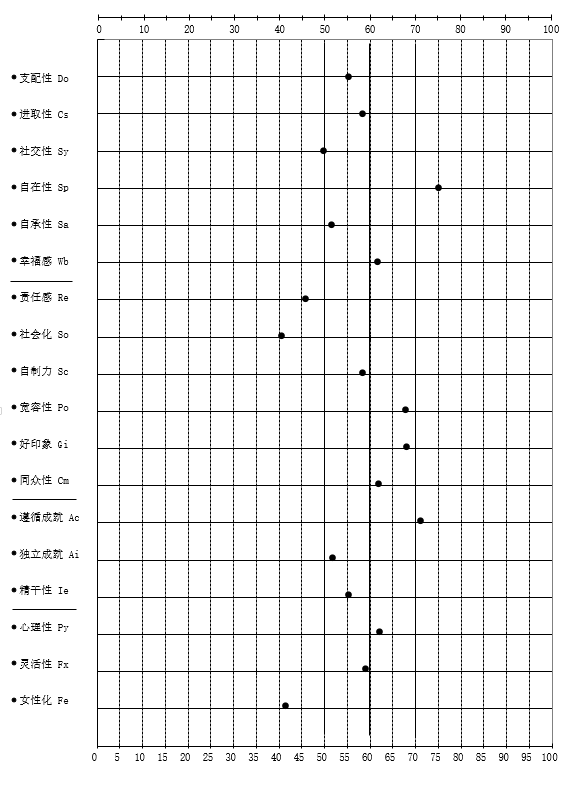 0 10 20 30 40 50 60 70 80 90 100
● 支配性 Do
● 进取性 Cs
● 社交性 Sy
● 自在性 Sp
● 自承性 Sa
● 幸福感 Wb
● 责任感 Re
● 社会化 So
● 自制力 Sc
● 宽容性 Po
● 好印象 Gi
● 同众性 Cm
● 遵循成就 Ac
● 独立成就 Ai
● 精干性 Ie
● 心理性 Py
● 灵活性 Fx
● 女性化 Fe
0 5 10 15 20 25 30 35 40 45 50 55 60 65 70 75 80 85 90 95 100